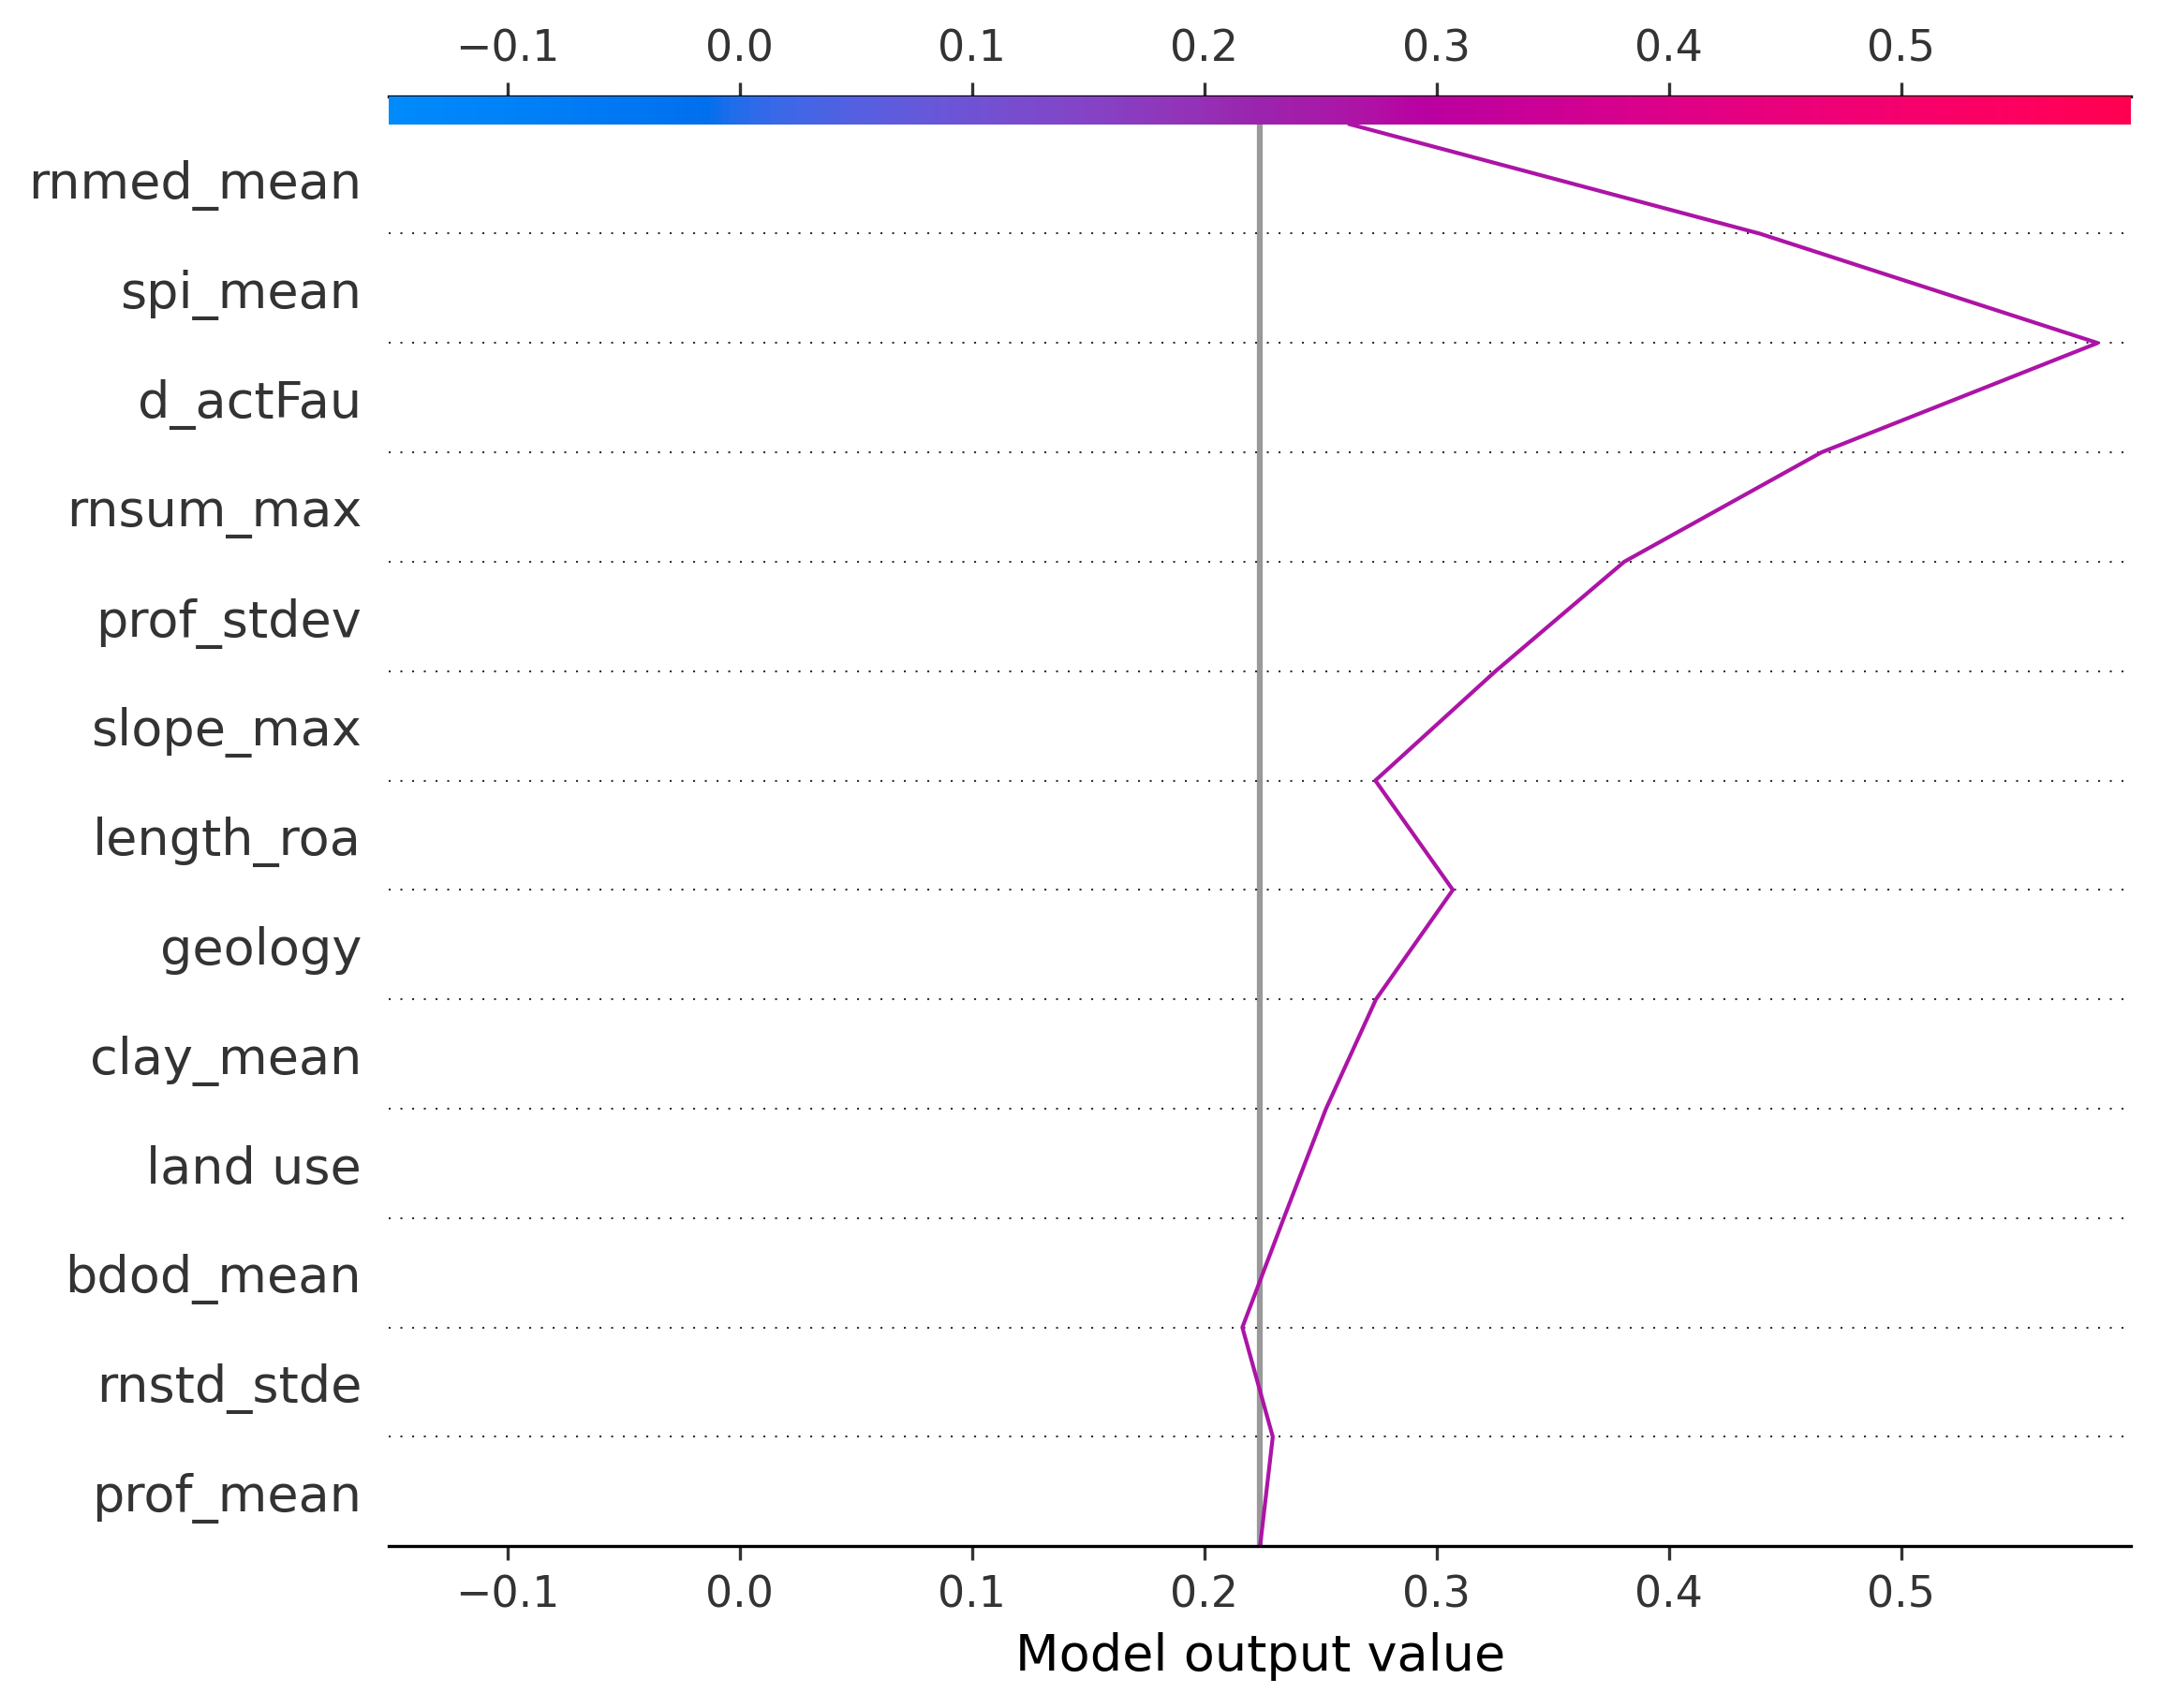 −0.1 0.0 0.1 0.2 0.3 0.4 0.5
rnmed_mean
spi_mean
d_actFau
rnsum_max
prof_stdev
slope_max
length_roa
geology
clay_mean
land use
bdod_mean
rnstd_stde
prof_mean
−0.1 0.0 0.1 0.2 0.3 0.4 0.5
Model output value